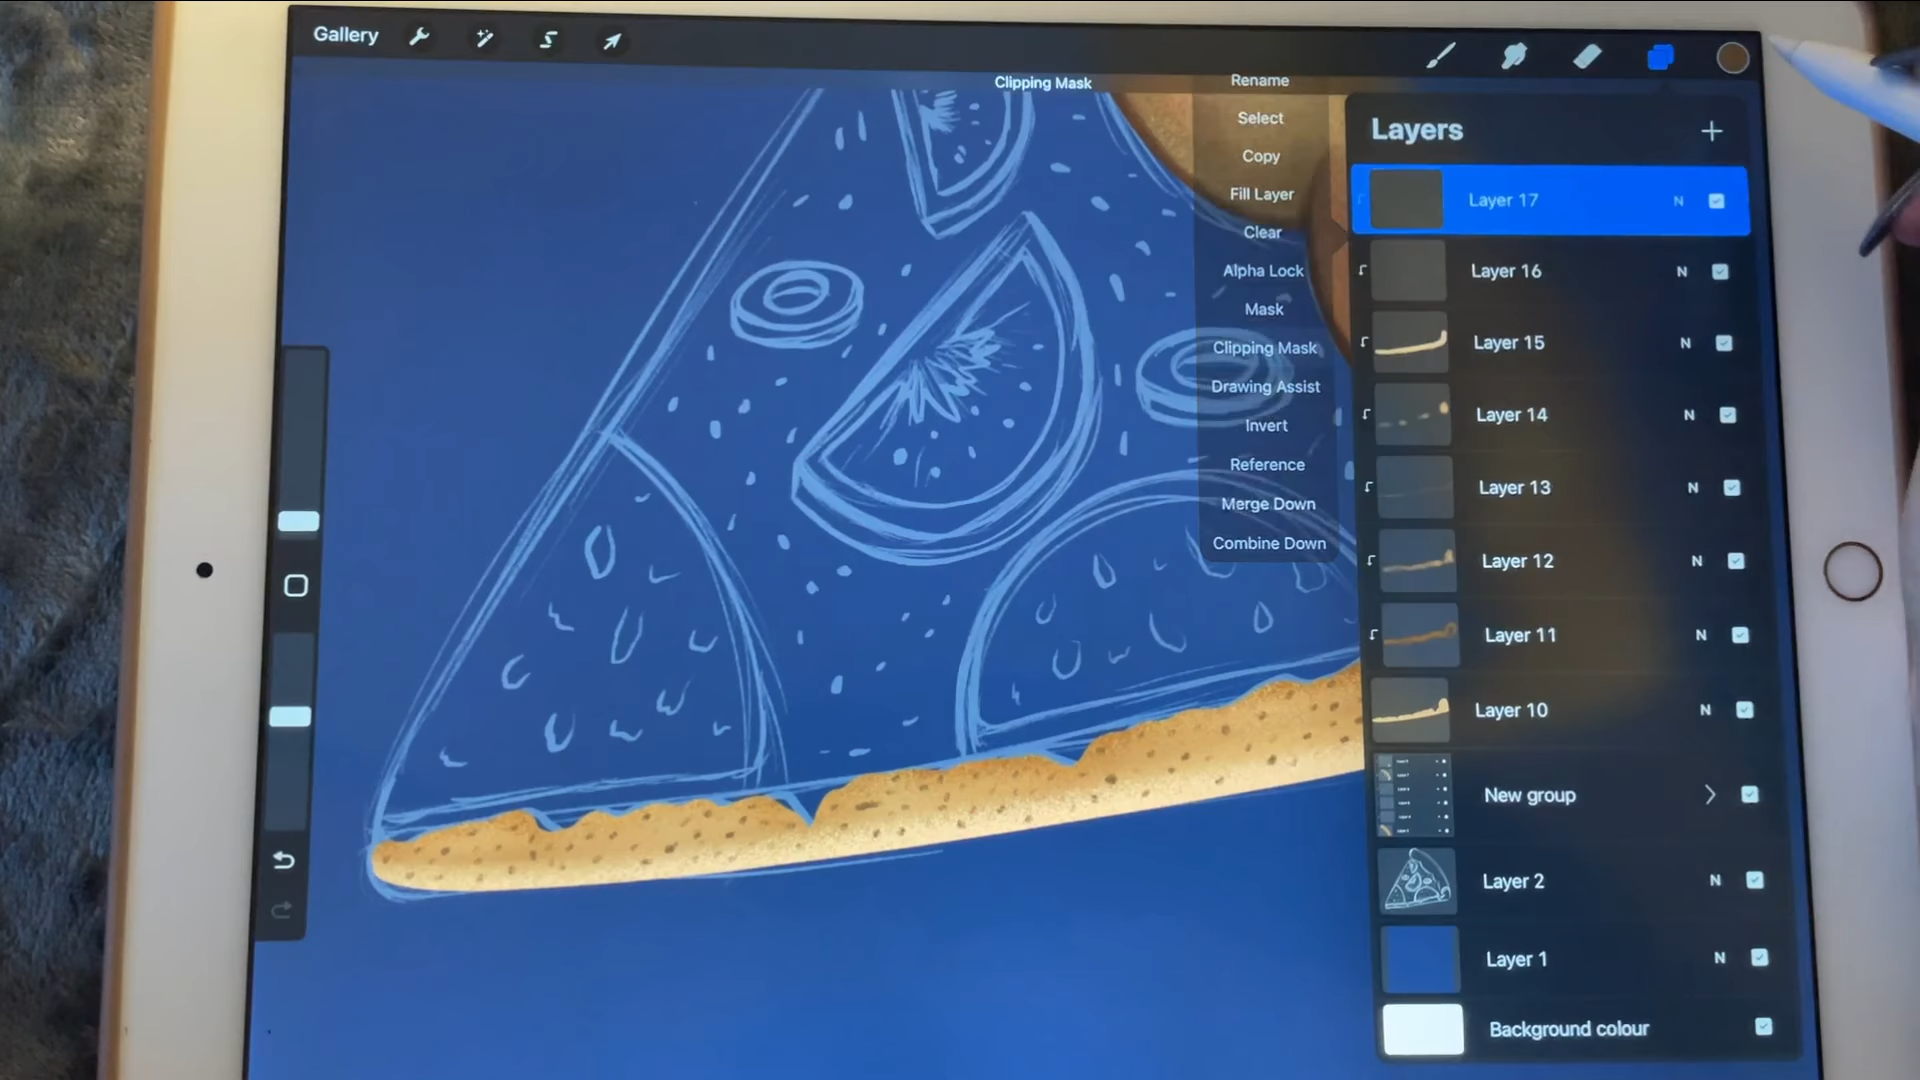 Gallery
Clipping Mask
Rename
Select
Copy
Fill Layer
Clear
Alpha Lock
Mask
Clipping Mask
Drawing Assist
Invert
Reference
Merge Down
Combine Down
Layers
Layer 17 N
Layer 16 N
Layer 15 N
Layer 14 N
Layer 13 N
Layer 12 N
Layer 11 N
Layer 10 N
New group
Layer 2 N
Layer 1 N
Background colour